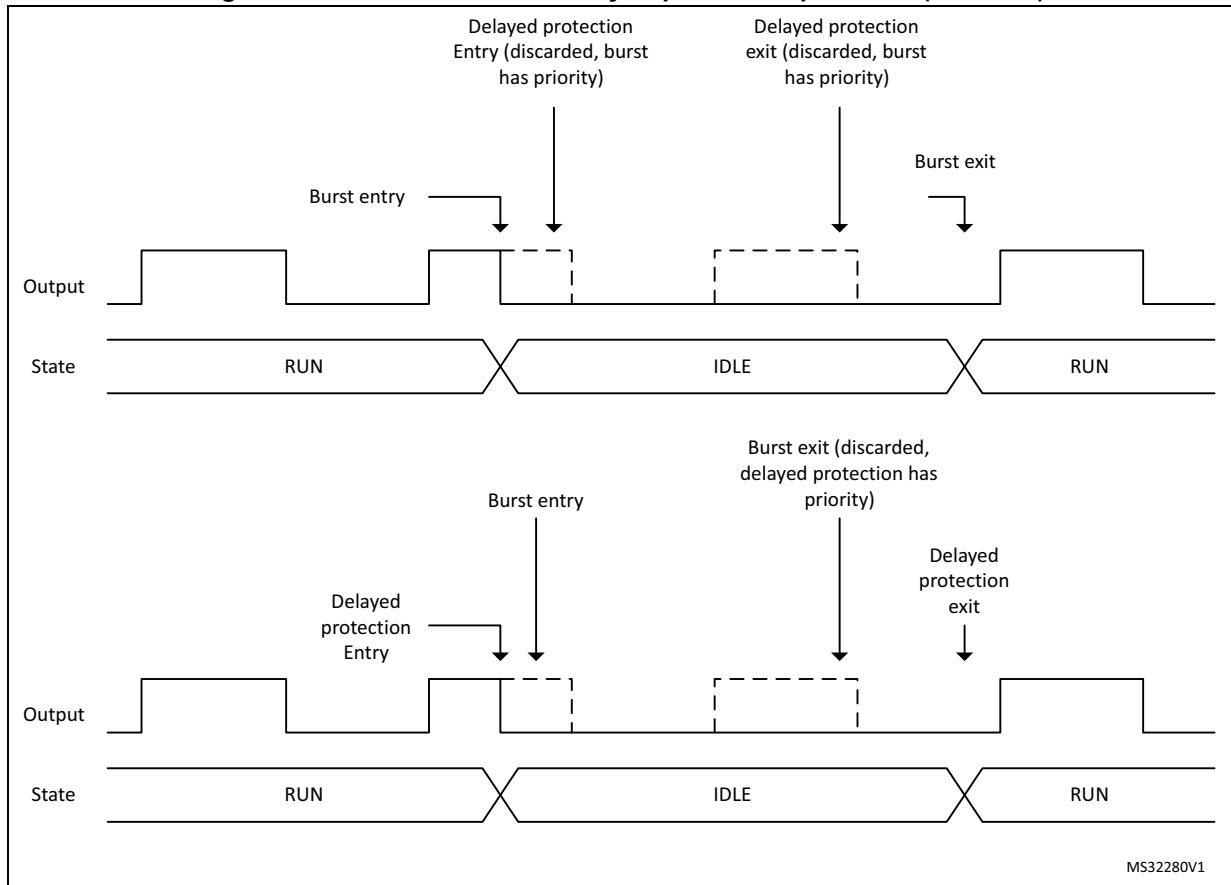 Delayed protection
Entry (discarded, burst
has priority)
Delayed protection
exit (discarded, burst
has priority)
Burst exit
Burst entry
Output
State
RUN
IDLE
RUN
Burst exit (discarded,
delayed protection has
priority)
Burst entry
Delayed
protection
exit
Delayed
protection
Entry
Output
State
RUN
IDLE
RUN
MS32280V1